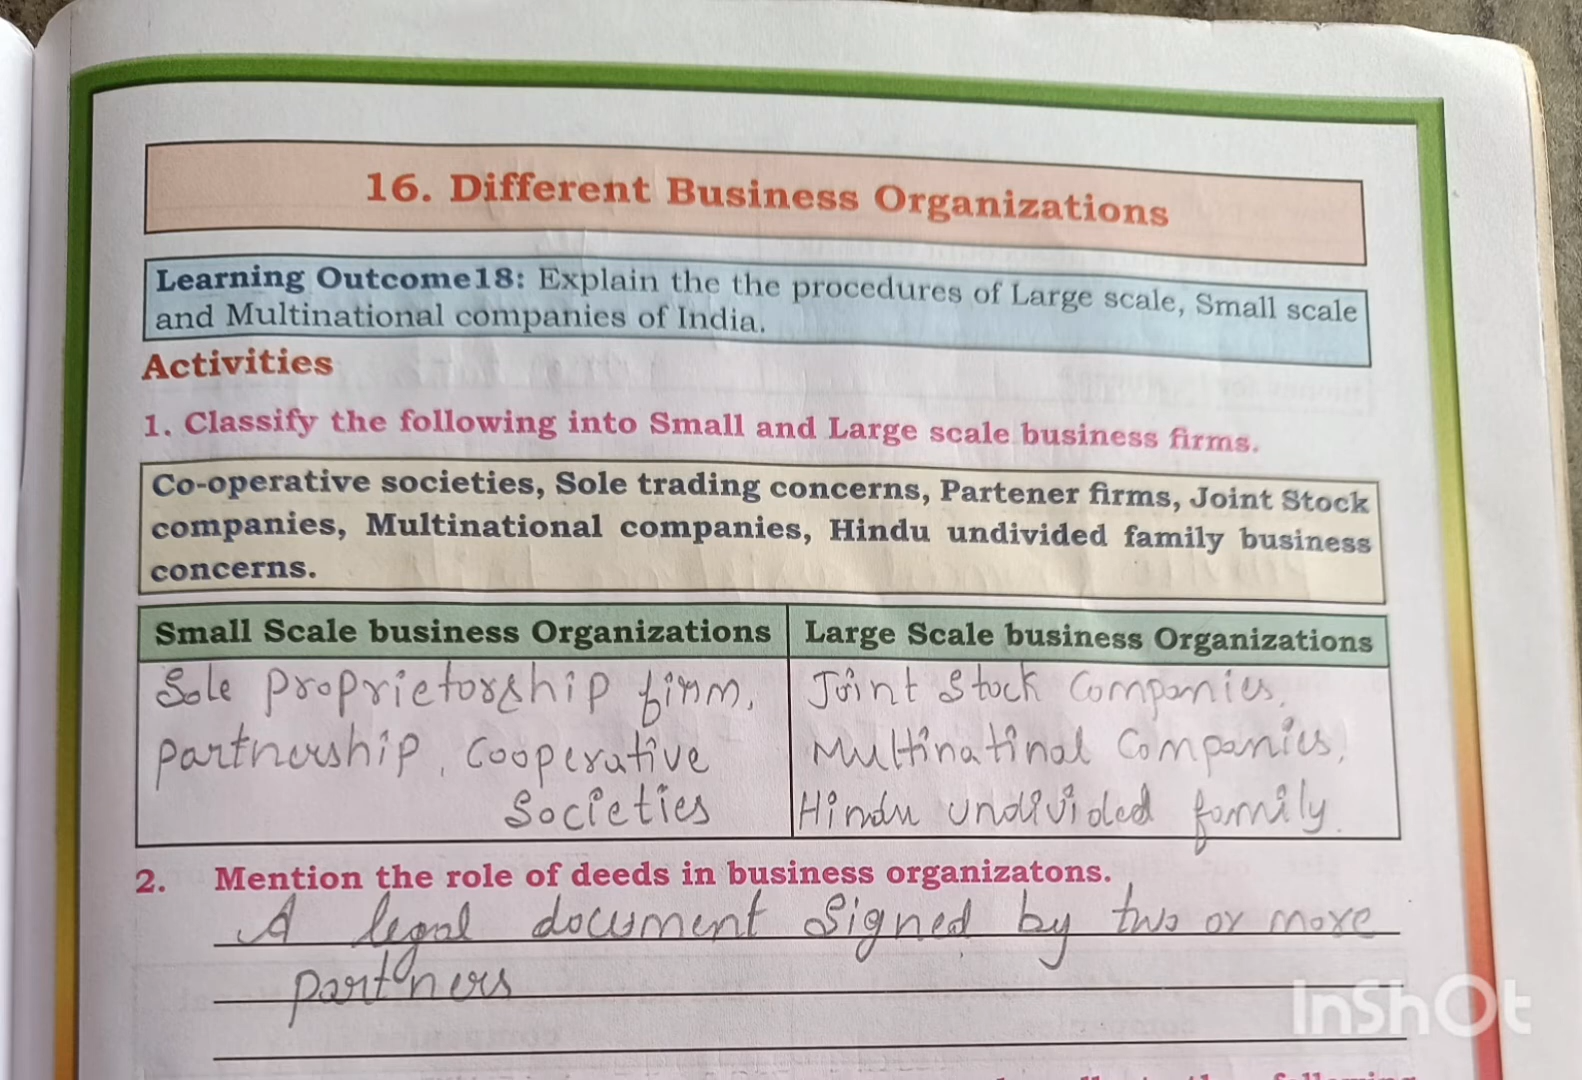 16. Different Business Organizations
Learning Outcome18: Explain the the procedures of Large scale, Small scale
and Multinational companies of India.
Activities
1. Classify the following into Small and Large scale business firms.
Co-operative societies, Sole trading concerns, Partener firms, Joint Stock
companies, Multinational companies, Hindu undivided family business
concerns.
Small Scale business Organizations Large Scale business Organizations
Sole proprietorship firm, Joint Stock Companies,
partnership, Cooperative Multinatinal Companies,
Societies Hindu undivided family.
2. Mention the role of deeds in business organizatons.
A legal document Signed by two or more
partners
InShOt